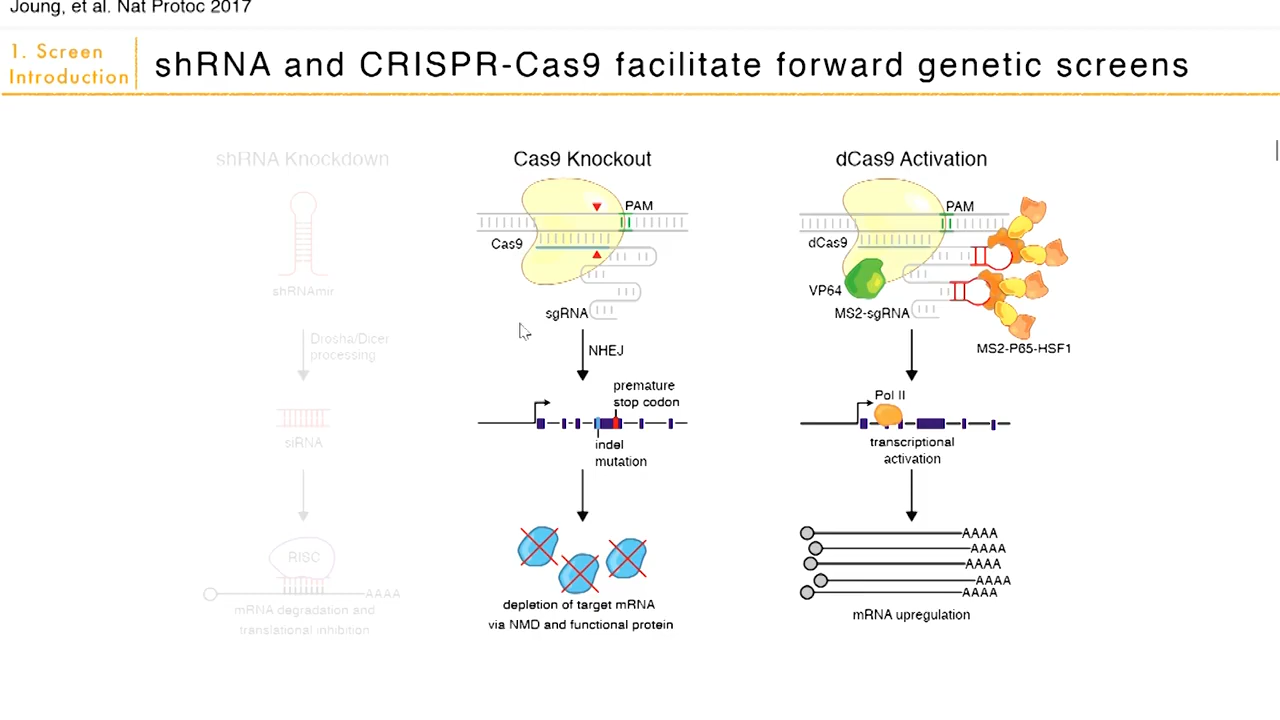 Joung, et al. Nat Protoc 2017
1. Screen
Introduction
shRNA and CRISPR-Cas9 facilitate forward genetic screens
shRNA Knockdown
shRNAmir
Drosha/Dicer
processing
siRNA
RISC
AAAA
mRNA degradation and
translational inhibition
Cas9 Knockout
PAM
Cas9
sgRNA
NHEJ
premature
stop codon
indel
mutation
depletion of target mRNA
via NMD and functional protein
dCas9 Activation
PAM
dCas9
VP64
MS2-sgRNA
MS2-P65-HSF1
Pol II
transcriptional
activation
AAAA
AAAA
AAAA
AAAA
AAAA
mRNA upregulation